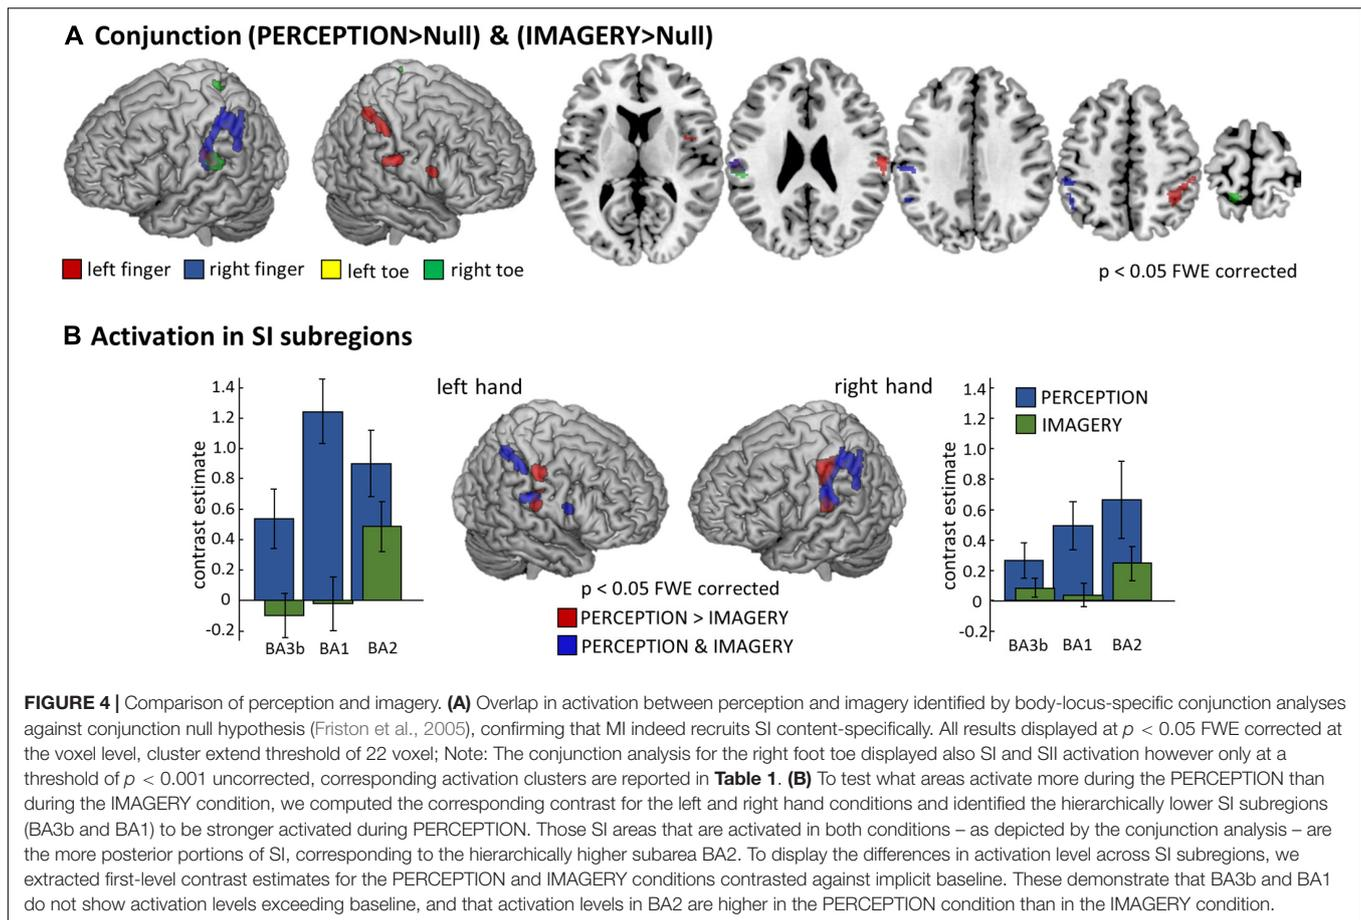 A Conjunction (PERCEPTION>Null) & (IMAGERY>Null)
left finger right finger left toe right toe
p < 0.05 FWE corrected
B Activation in SI subregions
left hand
right hand
contrast estimate
1.4
1.2
1.0
0.8
0.6
0.4
0.2
0
-0.2
BA3b BA1 BA2
p < 0.05 FWE corrected
PERCEPTION > IMAGERY
PERCEPTION & IMAGERY
contrast estimate
1.4
1.2
1.0
0.8
0.6
0.4
0.2
0
-0.2
BA3b BA1 BA2
PERCEPTION
IMAGERY
FIGURE 4 | Comparison of perception and imagery. (A) Overlap in activation between perception and imagery identified by body-locus-specific conjunction analyses
against conjunction null hypothesis (Friston et al., 2005), confirming that MI indeed recruits SI content-specifically. All results displayed at p < 0.05 FWE corrected at
the voxel level, cluster extend threshold of 22 voxel; Note: The conjunction analysis for the right foot toe displayed also SI and SII activation however only at a
threshold of p < 0.001 uncorrected, corresponding activation clusters are reported in Table 1. (B) To test what areas activate more during the PERCEPTION than
during the IMAGERY condition, we computed the corresponding contrast for the left and right hand conditions and identified the hierarchically lower SI subregions
(BA3b and BA1) to be stronger activated during PERCEPTION. Those SI areas that are activated in both conditions – as depicted by the conjunction analysis – are
the more posterior portions of SI, corresponding to the hierarchically higher subarea BA2. To display the differences in activation level across SI subregions, we
extracted first-level contrast estimates for the PERCEPTION and IMAGERY conditions contrasted against implicit baseline. These demonstrate that BA3b and BA1
do not show activation levels exceeding baseline, and that activation levels in BA2 are higher in the PERCEPTION condition than in the IMAGERY condition.